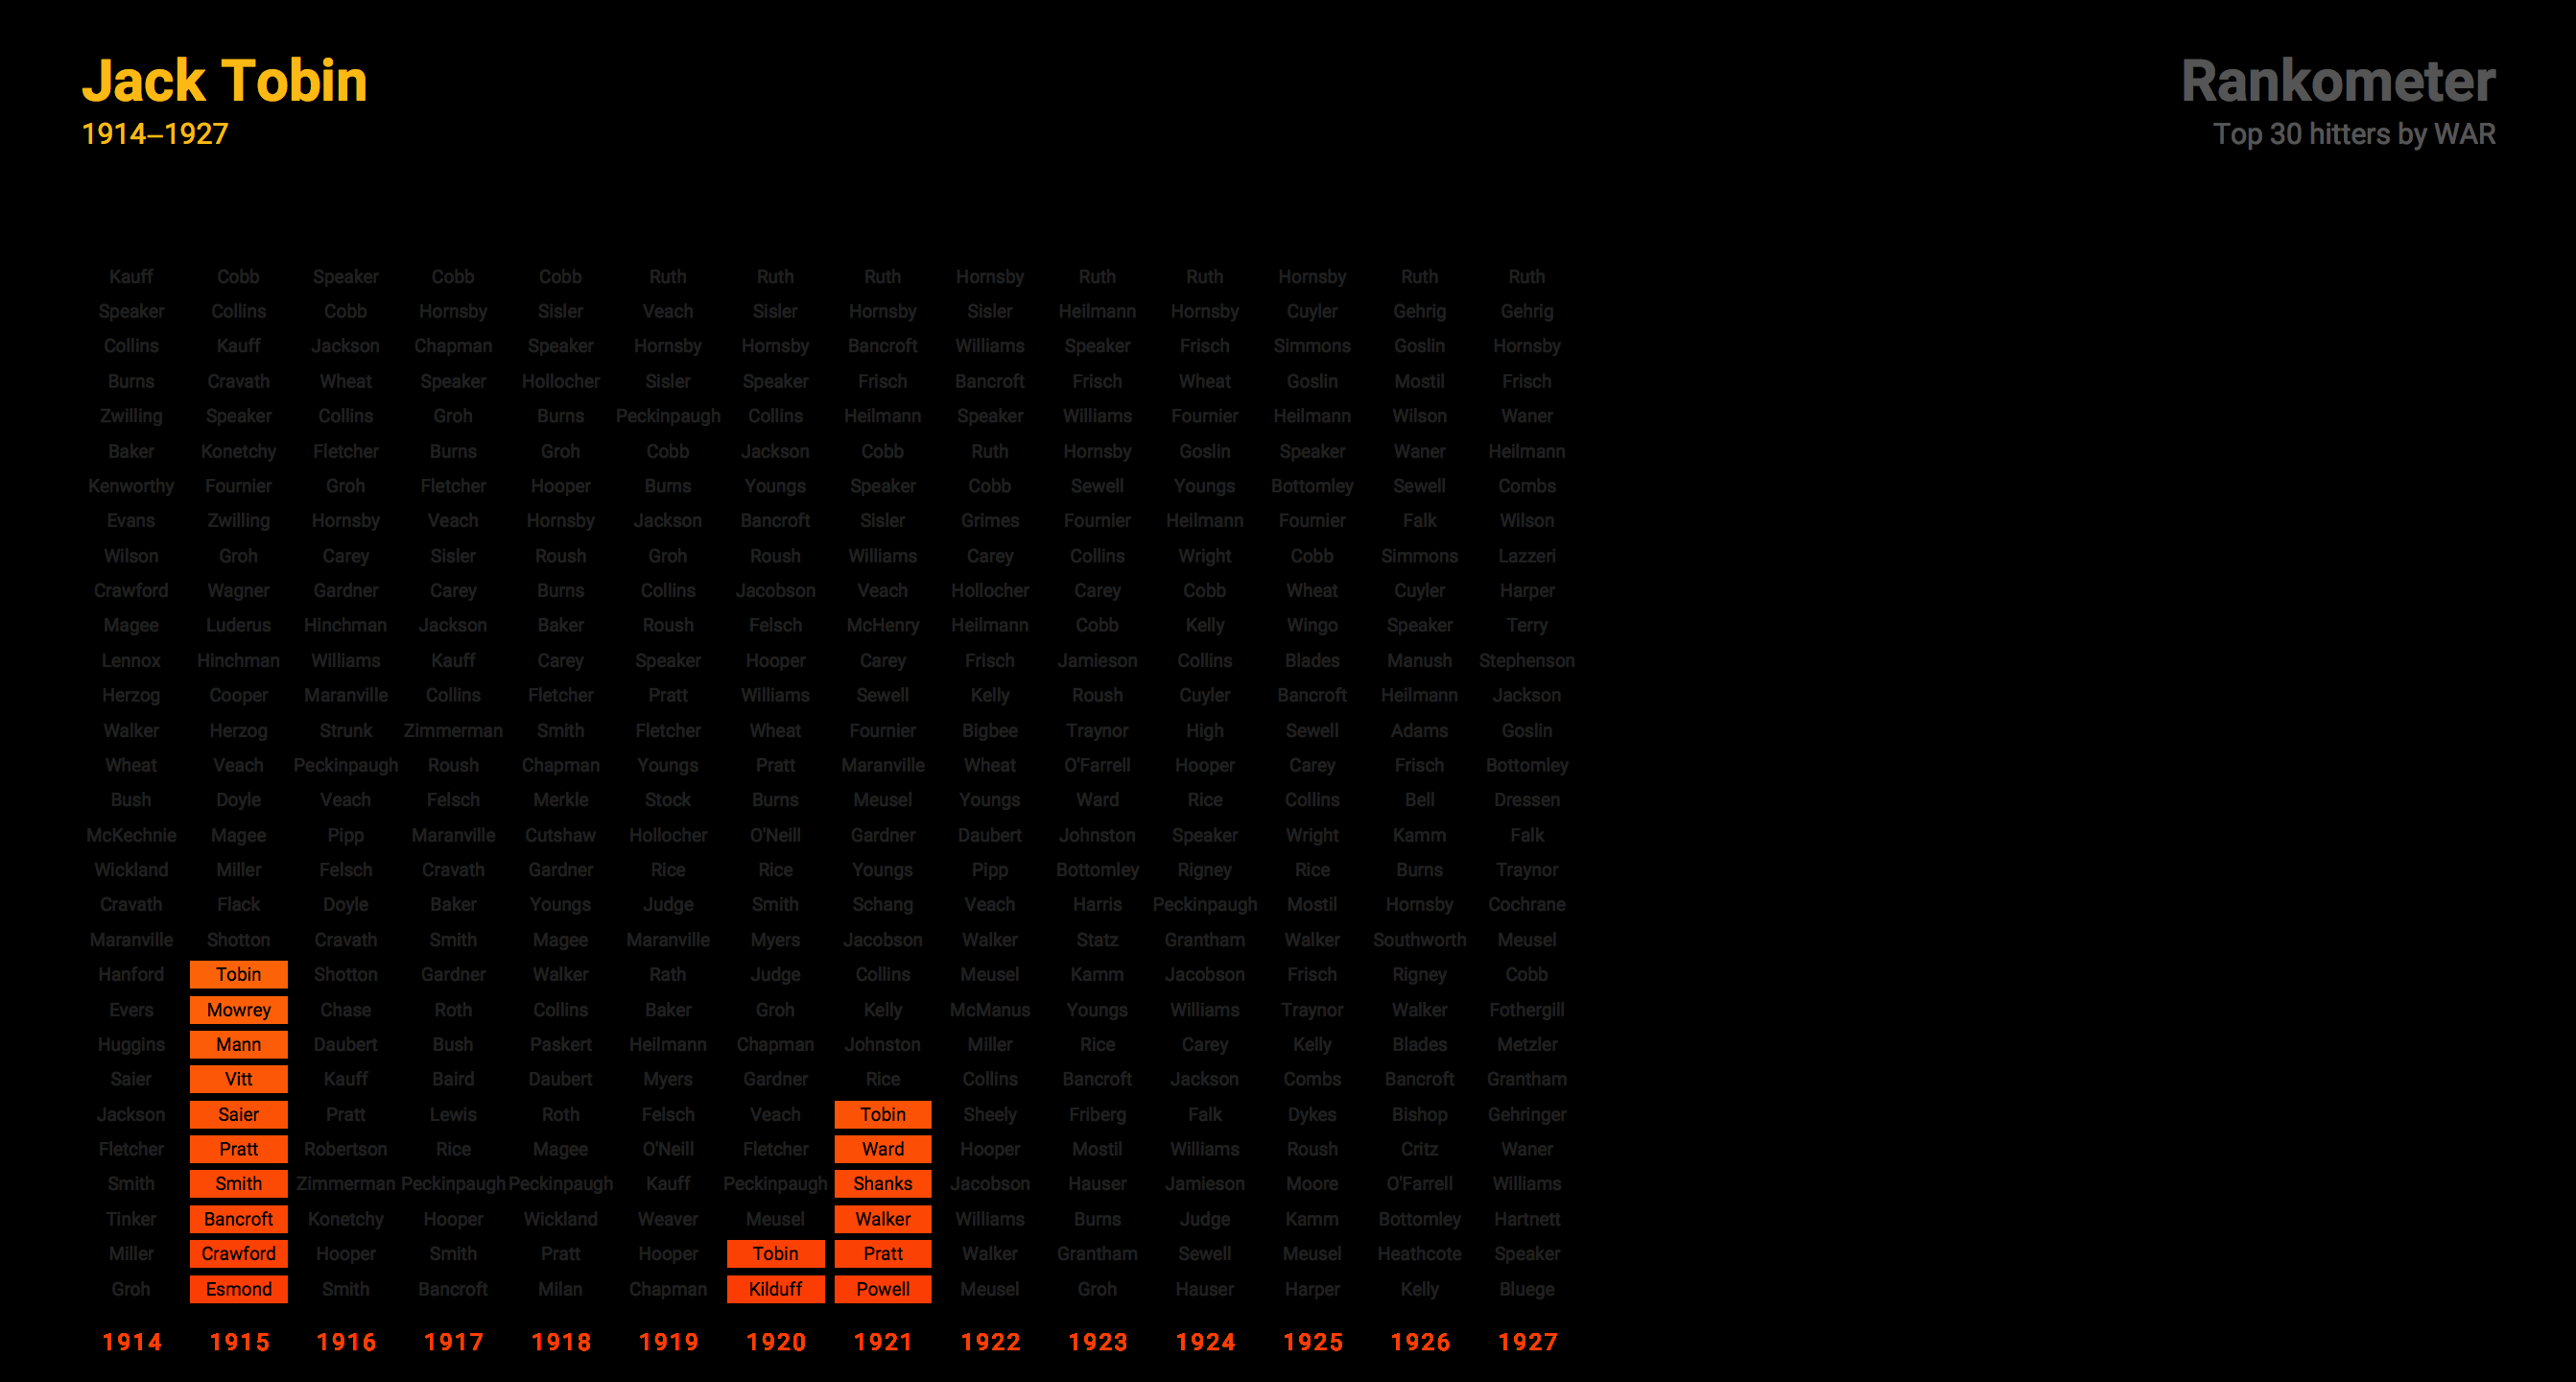 Jack Tobin
1914–1927
Rankometer
Top 30 hitters by WAR
Kauff Cobb Speaker Cobb Cobb Ruth Ruth Ruth Hornsby Ruth Ruth Hornsby Ruth Ruth
Speaker Collins Cobb Hornsby Sisler Veach Sisler Hornsby Sisler Heilmann Hornsby Cuyler Gehrig Gehrig
Collins Kauff Jackson Chapman Speaker Hornsby Hornsby Bancroft Williams Speaker Frisch Simmons Goslin Hornsby
Burns Cravath Wheat Speaker Hollocher Sisler Speaker Frisch Bancroft Frisch Wheat Goslin Mostil Frisch
Zwilling Speaker Collins Groh Burns Peckinpaugh Collins Heilmann Speaker Williams Fournier Heilmann Wilson Waner
Baker Konetchy Fletcher Burns Groh Cobb Jackson Cobb Ruth Hornsby Goslin Speaker Waner Heilmann
Kenworthy Fournier Groh Fletcher Hooper Burns Youngs Speaker Cobb Sewell Youngs Bottomley Sewell Combs
Evans Zwilling Hornsby Veach Hornsby Jackson Bancroft Sisler Grimes Fournier Heilmann Fournier Falk Wilson
Wilson Groh Carey Sisler Roush Groh Roush Williams Carey Collins Wright Cobb Simmons Lazzeri
Crawford Wagner Gardner Carey Burns Collins Jacobson Veach Hollocher Carey Cobb Wheat Cuyler Harper
Magee Luderus Hinchman Jackson Baker Roush Felsch McHenry Heilmann Cobb Kelly Wingo Speaker Terry
Lennox Hinchman Williams Kauff Carey Speaker Hooper Carey Frisch Jamieson Collins Blades Manush Stephenson
Herzog Cooper Maranville Collins Fletcher Pratt Williams Sewell Kelly Roush Cuyler Bancroft Heilmann Jackson
Walker Herzog Strunk Zimmerman Smith Fletcher Wheat Fournier Bigbee Traynor High Sewell Adams Goslin
Wheat Veach Peckinpaugh Roush Chapman Youngs Pratt Maranville Wheat O'Farrell Hooper Carey Frisch Bottomley
Bush Doyle Veach Felsch Merkle Stock Burns Meusel Youngs Ward Rice Collins Bell Dressen
McKechnie Magee Pipp Maranville Cutshaw Hollocher O'Neill Gardner Daubert Johnston Speaker Wright Kamm Falk
Wickland Miller Felsch Cravath Gardner Rice Rice Youngs Pipp Bottomley Rigney Rice Burns Traynor
Cravath Flack Doyle Baker Youngs Judge Smith Schang Veach Harris Peckinpaugh Mostil Hornsby Cochrane
Maranville Shotton Cravath Smith Magee Maranville Myers Jacobson Walker Statz Grantham Walker Southworth Meusel
Hanford Tobin Shotton Gardner Walker Rath Judge Collins Meusel Kamm Jacobson Frisch Rigney Cobb
Evers Mowrey Chase Roth Collins Baker Groh Kelly McManus Youngs Williams Traynor Walker Fothergill
Huggins Mann Daubert Bush Paskert Heilmann Chapman Johnston Miller Rice Carey Kelly Blades Metzler
Saier Vitt Kauff Baird Daubert Myers Gardner Rice Collins Bancroft Jackson Combs Bancroft Grantham
Jackson Saier Pratt Lewis Roth Felsch Veach Tobin Sheely Friberg Falk Dykes Bishop Gehringer
Fletcher Pratt Robertson Rice Magee O'Neill Fletcher Ward Hooper Mostil Williams Roush Critz Waner
Smith Smith Zimmerman Peckinpaugh Peckinpaugh Kauff Peckinpaugh Shanks Jacobson Hauser Jamieson Moore O'Farrell Williams
Tinker Bancroft Konetchy Hooper Wickland Weaver Meusel Walker Williams Burns Judge Kamm Bottomley Hartnett
Miller Crawford Hooper Smith Pratt Hooper Tobin Pratt Walker Grantham Sewell Meusel Heathcote Speaker
Groh Esmond Smith Bancroft Milan Chapman Kilduff Powell Meusel Groh Hauser Harper Kelly Bluege
1914 1915 1916 1917 1918 1919 1920 1921 1922 1923 1924 1925 1926 1927